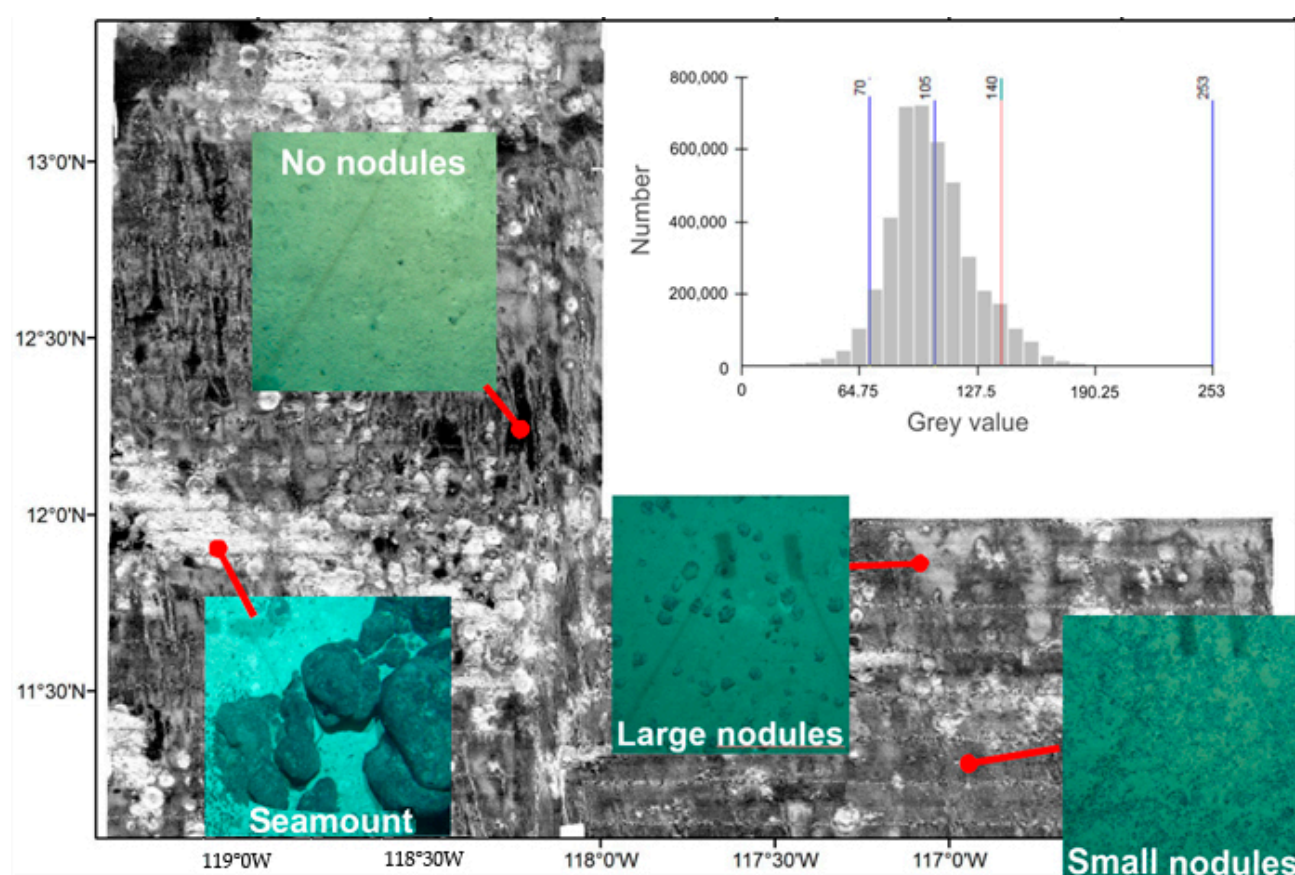 800,000
600,000
400,000
200,000
0
Number
70
105
140
253
0
64.75
127.5
190.25
253
Grey value
13°0'N
12°30'N
12°0'N
11°30'N
No nodules
Seamount
Large nodules
Small nodules
119°0'W
118°30'W
118°0'W
117°30'W
117°0'W